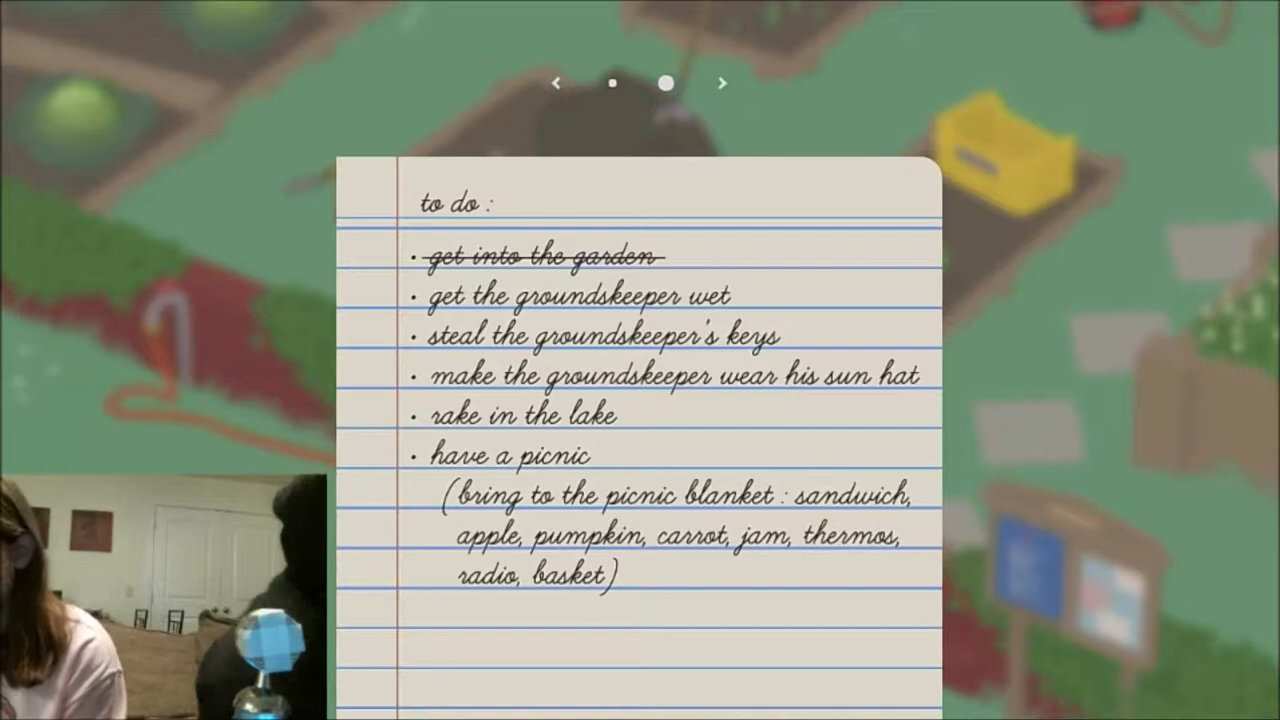 to do :
• get into the garden
• get the groundskeeper wet
• steal the groundskeeper's keys
• make the groundskeeper wear his sun hat
• rake in the lake
• have a picnic
(bring to the picnic blanket : sandwich,
apple, pumpkin, carrot, jam, thermos,
radio, basket)